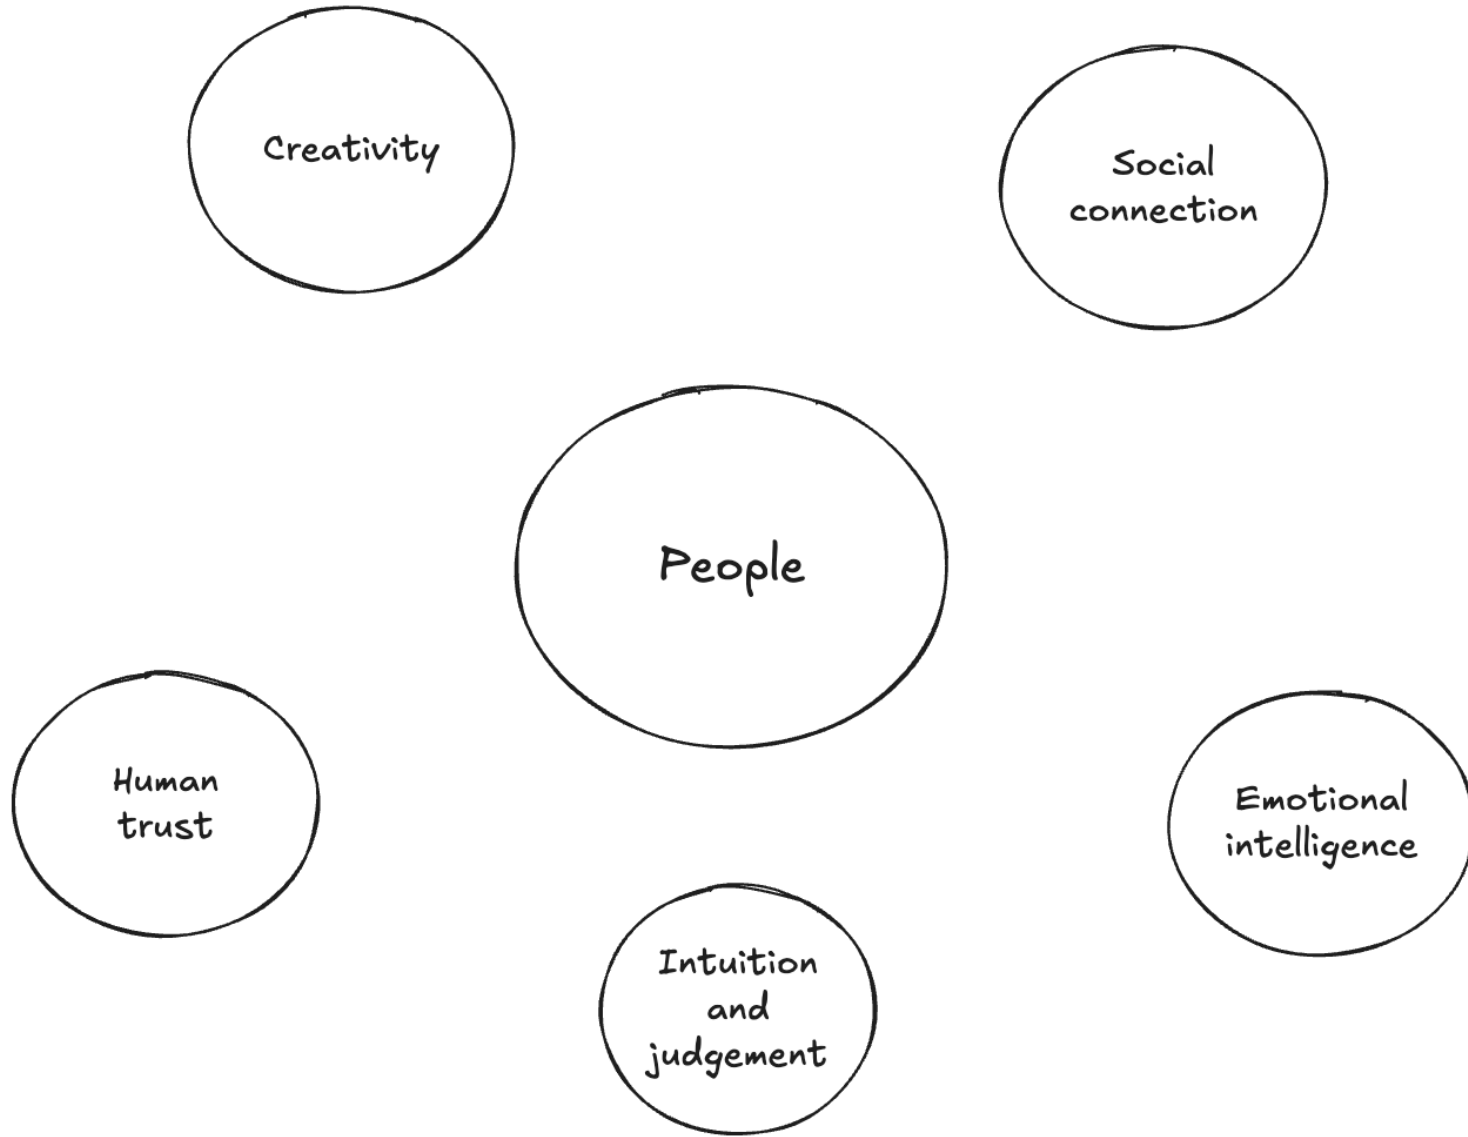 Creativity
Social
connection
People
Human
trust
Emotional
intelligence
Intuition
and
judgement